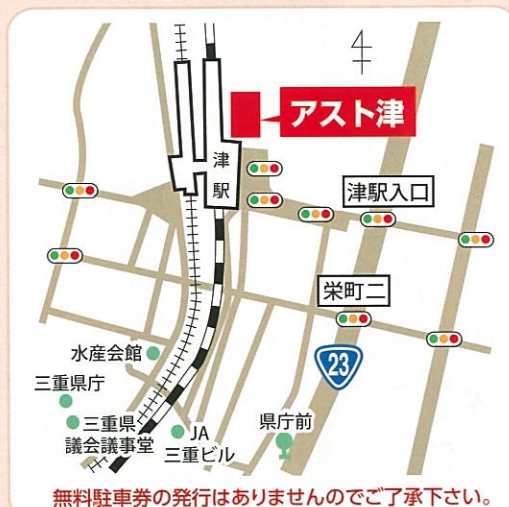 アスト津
津駅
津駅入口
栄町二
23
水産会館
三重県庁
三重県
議会議事堂
JA
三重ビル
県庁前
無料駐車券の発行はありませんのでご了承下さい。